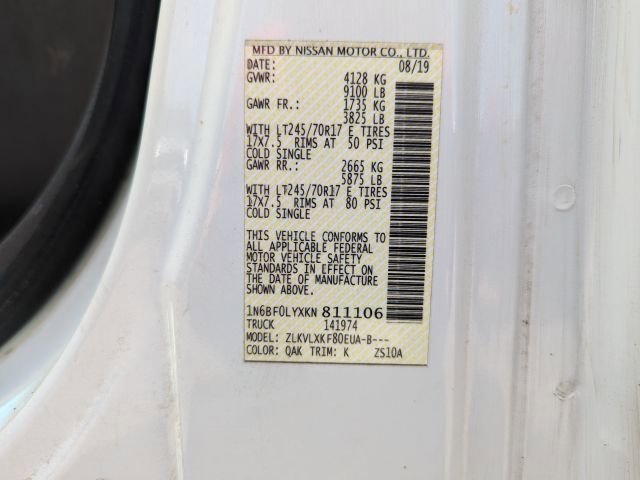 MFD BY NISSAN MOTOR CO., LTD.
DATE: 08/19
GVWR: 4128 KG
9100 LB
GAWR FR.: 1735 KG
3825 LB
WITH LT245/70R17 E TIRES
17X7.5 RIMS AT 50 PSI
COLD SINGLE
GAWR RR.: 2665 KG
5875 LB
WITH LT245/70R17 E TIRES
17X7.5 RIMS AT 80 PSI
COLD SINGLE
THIS VEHICLE CONFORMS TO
ALL APPLICABLE FEDERAL
MOTOR VEHICLE SAFETY
STANDARDS IN EFFECT ON
THE DATE OF MANUFACTURE
SHOWN ABOVE.
1N6BF0LYXKN 811106
TRUCK 141974
MODEL: ZLKVLXKF80EUA-B---
COLOR: QAK TRIM: K ZS10A